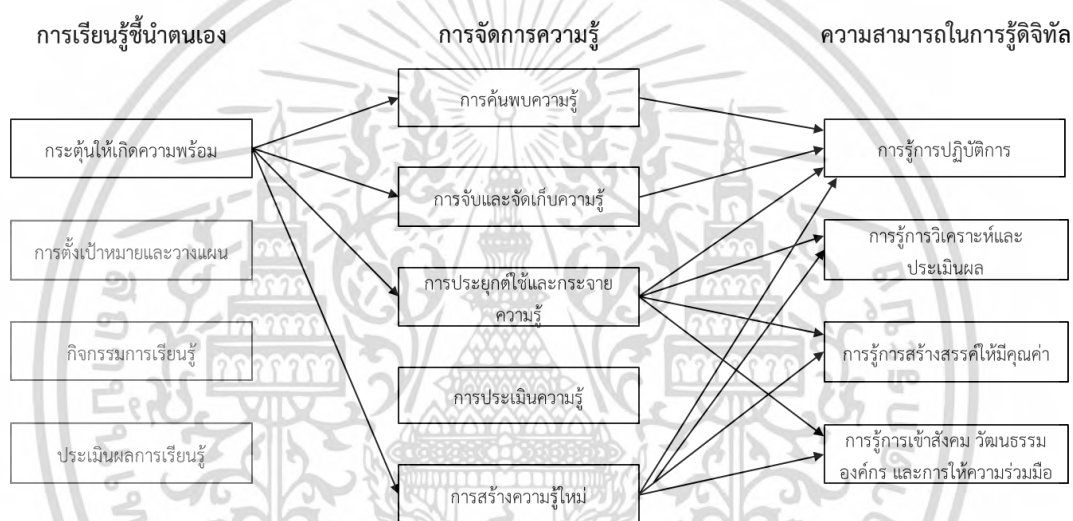 การเรียนรู้ชี้นำตนเอง
กระตุ้นให้เกิดความพร้อม
การตั้งเป้าหมายและวางแผน
กิจกรรมการเรียนรู้
ประเมินผลการเรียนรู้
การจัดการความรู้
การค้นพบความรู้
การจับและจัดเก็บความรู้
การประยุกต์ใช้และกระจาย
ความรู้
การประเมินความรู้
การสร้างความรู้ใหม่
ความสามารถในการรู้ดิจิทัล
การรู้การปฏิบัติการ
การรู้การวิเคราะห์และ
ประเมินผล
การรู้การสร้างสรรค์ให้มีคุณค่า
การรู้การเข้าสังคม วัฒนธรรม
องค์กร และการให้ความร่วมมือ